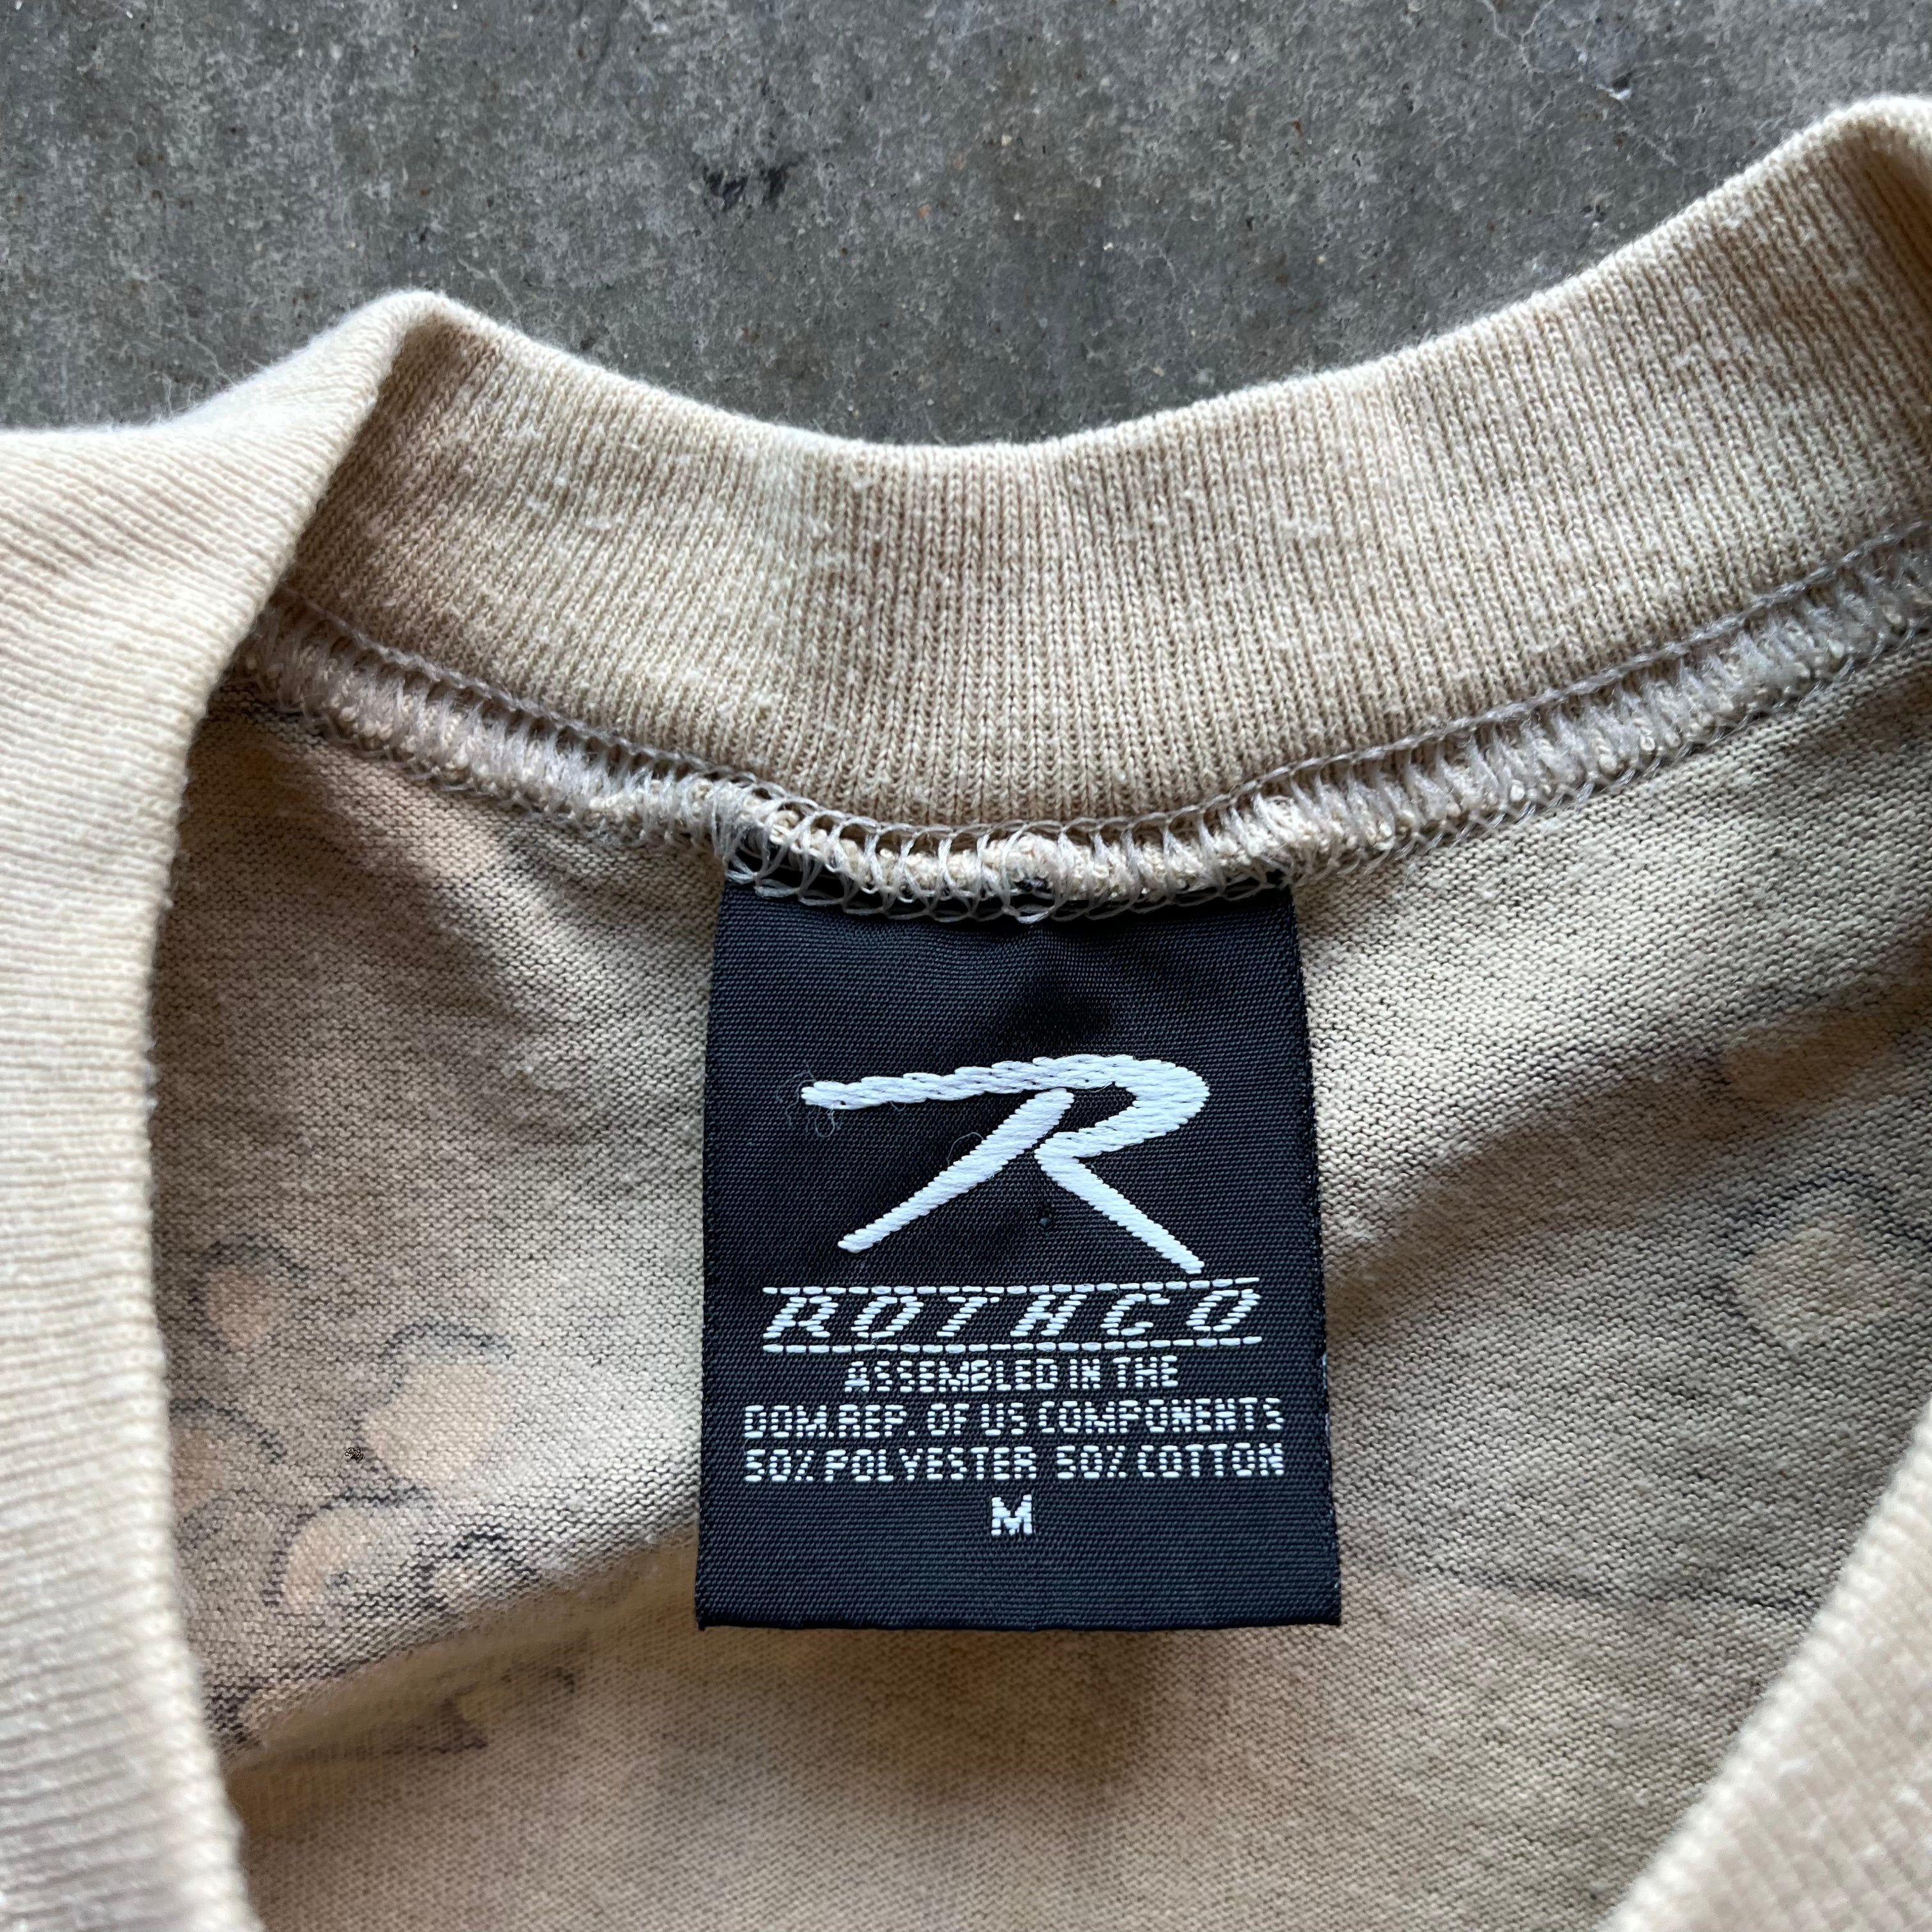 R
ROTHCO
ASSEMBLED IN THE
DOM.REP. OF US COMPONENTS
50% POLYESTER 50% COTTON
M